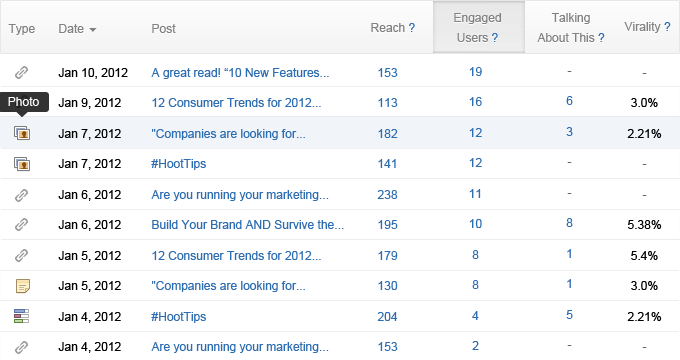 Type Date Post Reach ? Engaged Users ? Talking About This ? Virality ?
Jan 10, 2012 A great read! “10 New Features... 153 19 - -
Jan 9, 2012 12 Consumer Trends for 2012... 113 16 6 3.0%
Photo
Jan 7, 2012 "Companies are looking for... 182 12 3 2.21%
Jan 7, 2012 #HootTips 141 12 - -
Jan 6, 2012 Are you running your marketing... 238 11 - -
Jan 6, 2012 Build Your Brand AND Survive the... 195 10 8 5.38%
Jan 5, 2012 12 Consumer Trends for 2012... 179 8 1 5.4%
Jan 5, 2012 "Companies are looking for... 130 8 1 3.0%
Jan 4, 2012 #HootTips 204 4 5 2.21%
Jan 4, 2012 Are you running your marketing... 153 2 - -